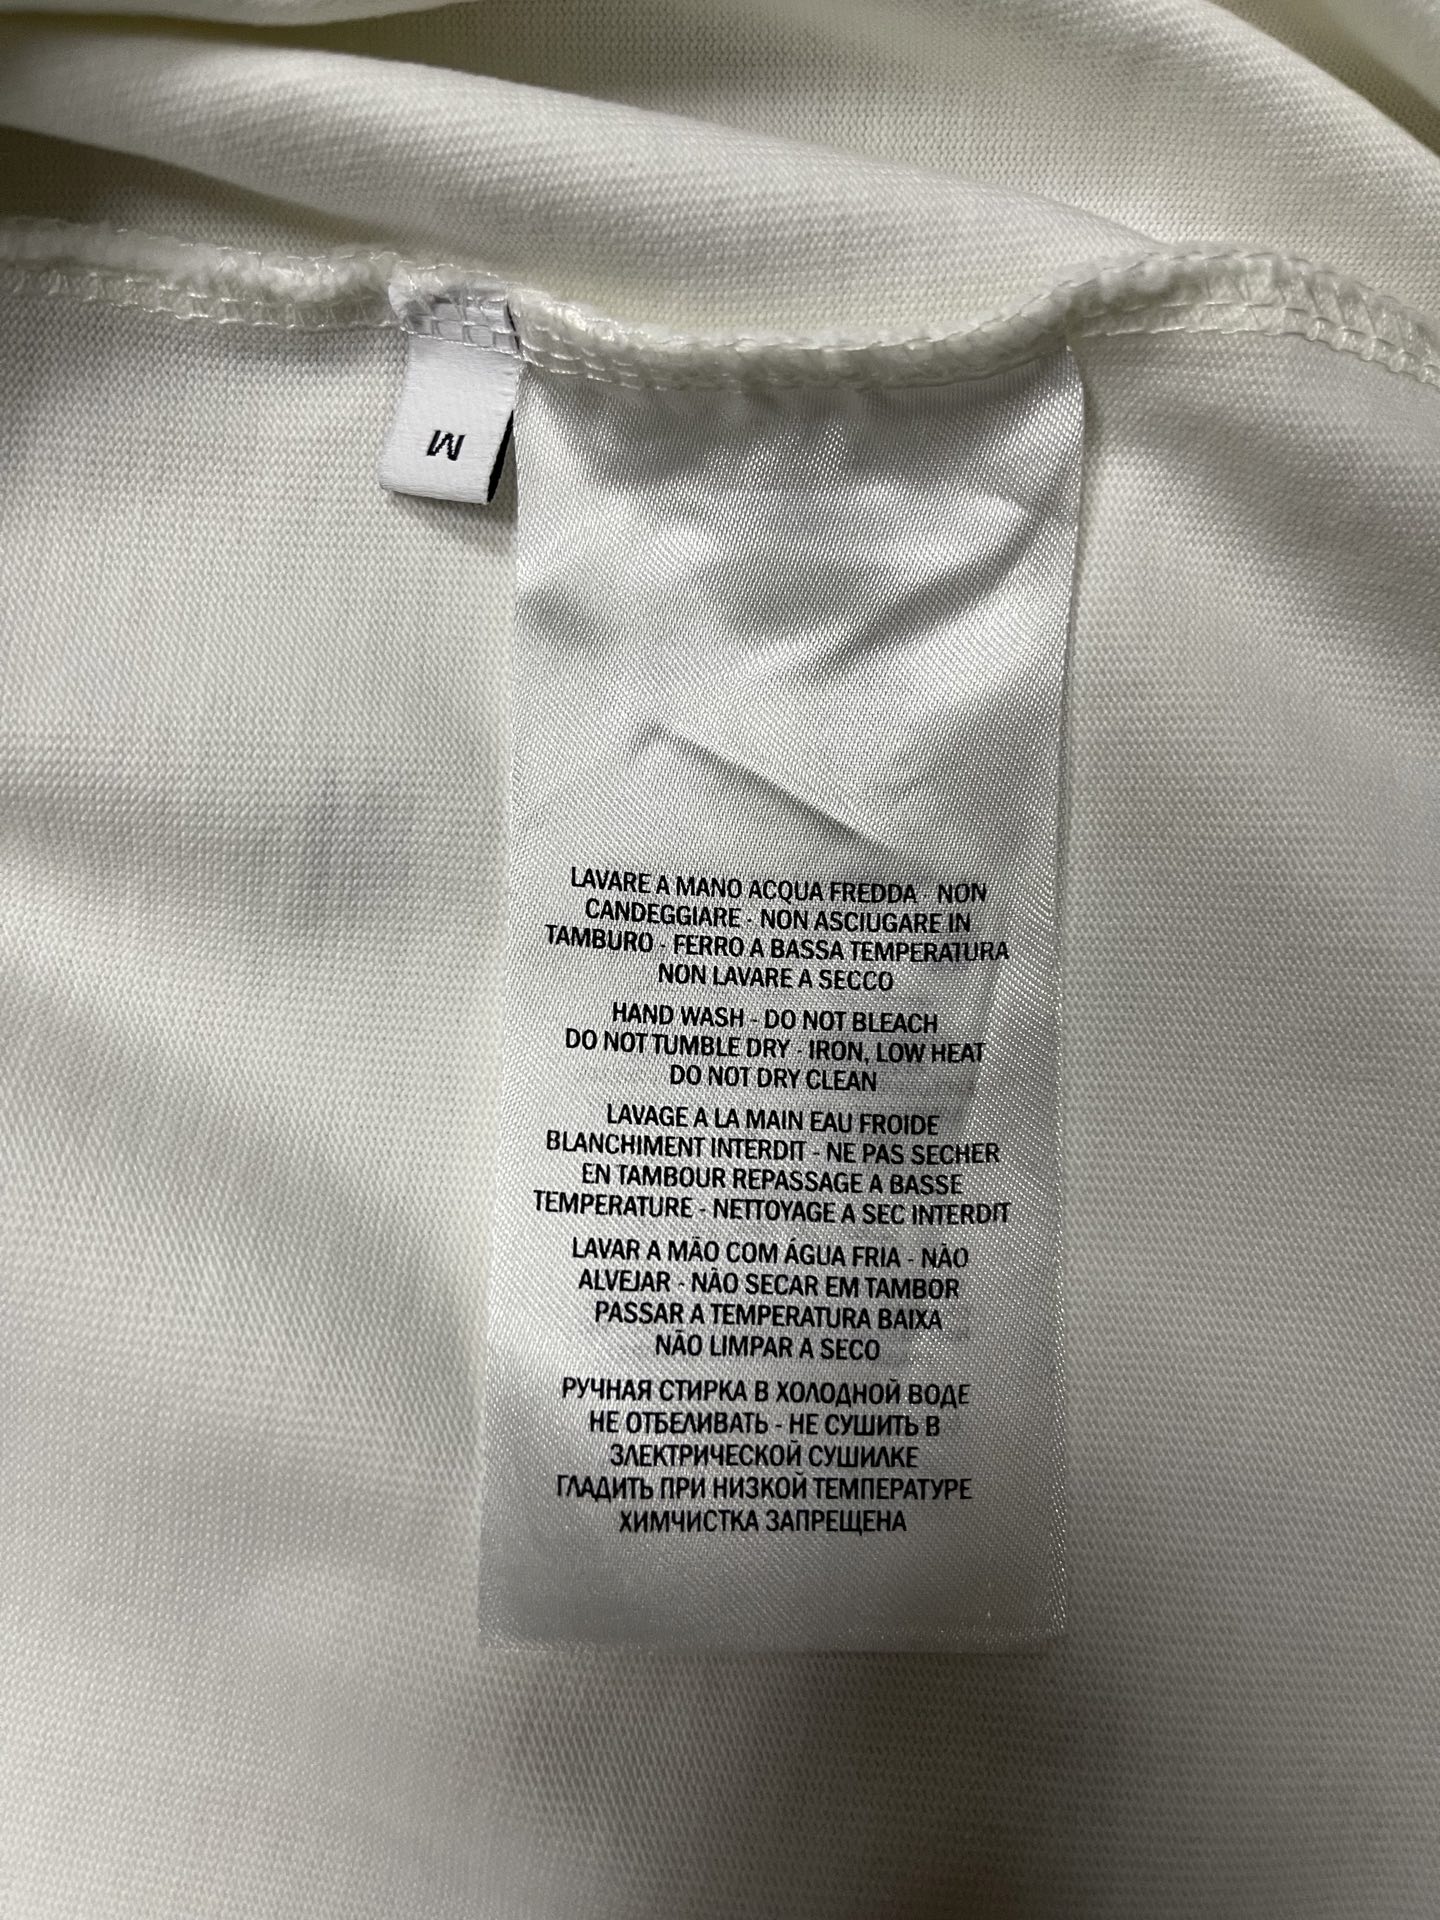 M
LAVARE A MANO ACQUA FREDDA - NON
CANDEGGIARE - NON ASCIUGARE IN
TAMBURO - FERRO A BASSA TEMPERATURA
NON LAVARE A SECCO
HAND WASH - DO NOT BLEACH
DO NOT TUMBLE DRY - IRON, LOW HEAT
DO NOT DRY CLEAN
LAVAGE A LA MAIN EAU FROIDE
BLANCHIMENT INTERDIT - NE PAS SECHER
EN TAMBOUR REPASSAGE A BASSE
TEMPERATURE - NETTOYAGE A SEC INTERDIT
LAVAR A MÃO COM ÁGUA FRIA - NÃO
ALVEJAR - NÃO SECAR EM TAMBOR
PASSAR A TEMPERATURA BAIXA
NÃO LIMPAR A SECO
РУЧНАЯ СТИРКА В ХОЛОДНОЙ ВОДЕ
НЕ ОТБЕЛИВАТЬ - НЕ СУШИТЬ В
ЗЛЕКТРИЧЕСКОЙ СУШИЛКЕ
ГЛАДИТЬ ПРИ НИЗКОЙ ТЕМПЕРАТУРЕ
ХИМЧИСТКА ЗАПРЕЩЕНА